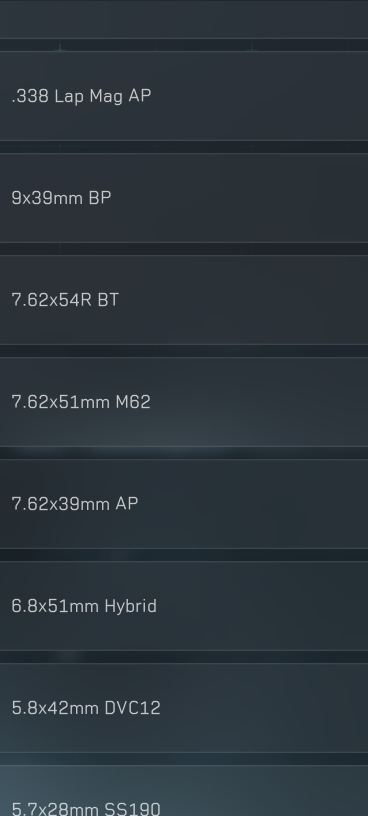 .338 Lap Mag AP
9x39mm BP
7.62x54R BT
7.62x51mm M62
7.62x39mm AP
6.8x51mm Hybrid
5.8x42mm DVC12
5.7x28mm SS190